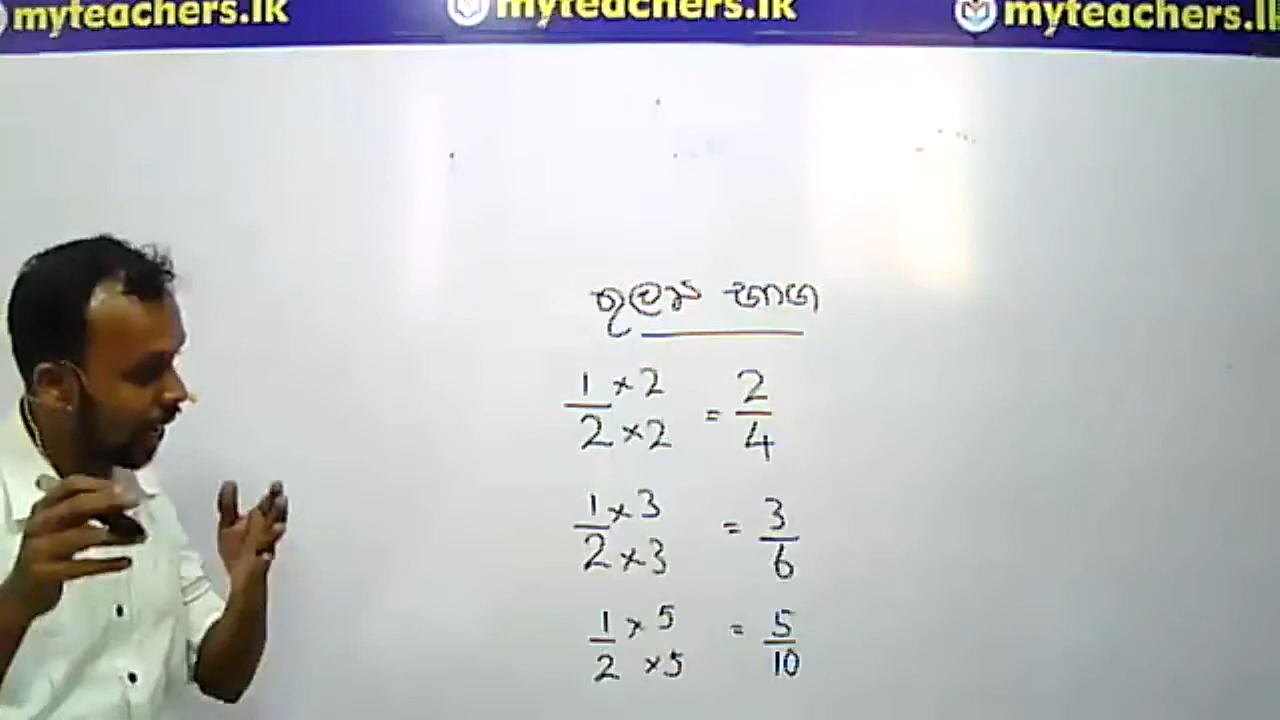 myteachers.lk myteachers.lk myteachers.lk
තුල්‍ය භාග
1 × 2 / 2 × 2 = 2 / 4
1 × 3 / 2 × 3 = 3 / 6
1 × 5 / 2 × 5 = 5 / 10